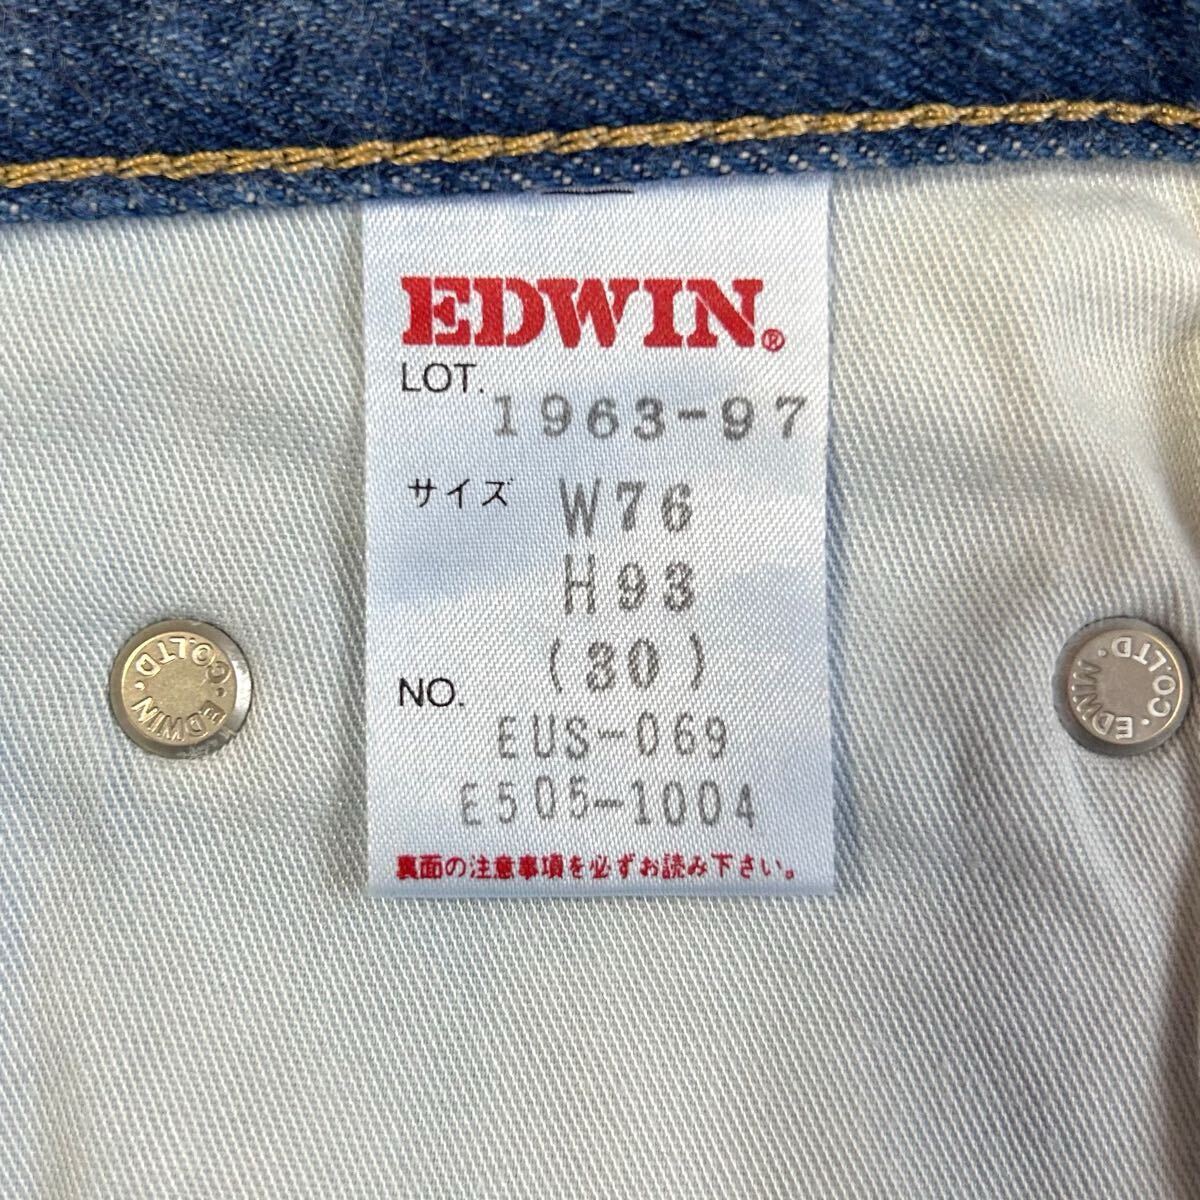 EDWIN®
LOT.
1963-97
サイズ W76
H93
(30)
NO.
EUS-069
E505-1004
裏面の注意事項を必ずお読み下さい。
EDWIN・CO.LTD・
EDWIN・CO.LTD・